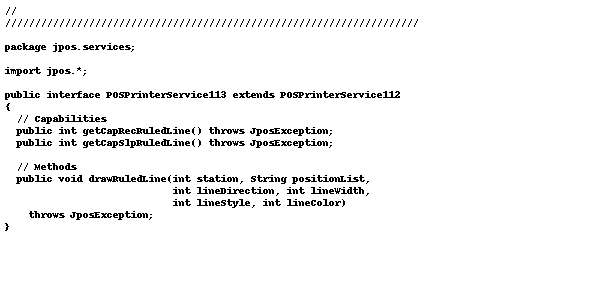 //
//////////////////////////////////////////////////////////////////////

package jpos.services;

import jpos.*;

public interface POSPrinterService113 extends POSPrinterService112
{
  // Capabilities
  public int getCapRecRuledLine() throws JposException;
  public int getCapSlpRuledLine() throws JposException;

  // Methods
  public void drawRuledLine(int station, String positionList,
                            int lineDirection, int lineWidth,
                            int lineStyle, int lineColor)
    throws JposException;
}